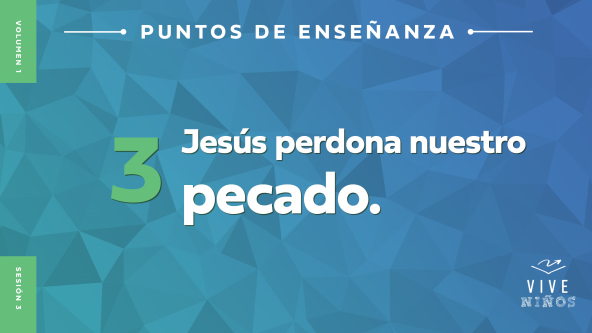 VOLUMEN 1
PUNTOS DE ENSEÑANZA
3
Jesús perdona nuestro
pecado.
SESIÓN 3
VIVE
NIÑOS